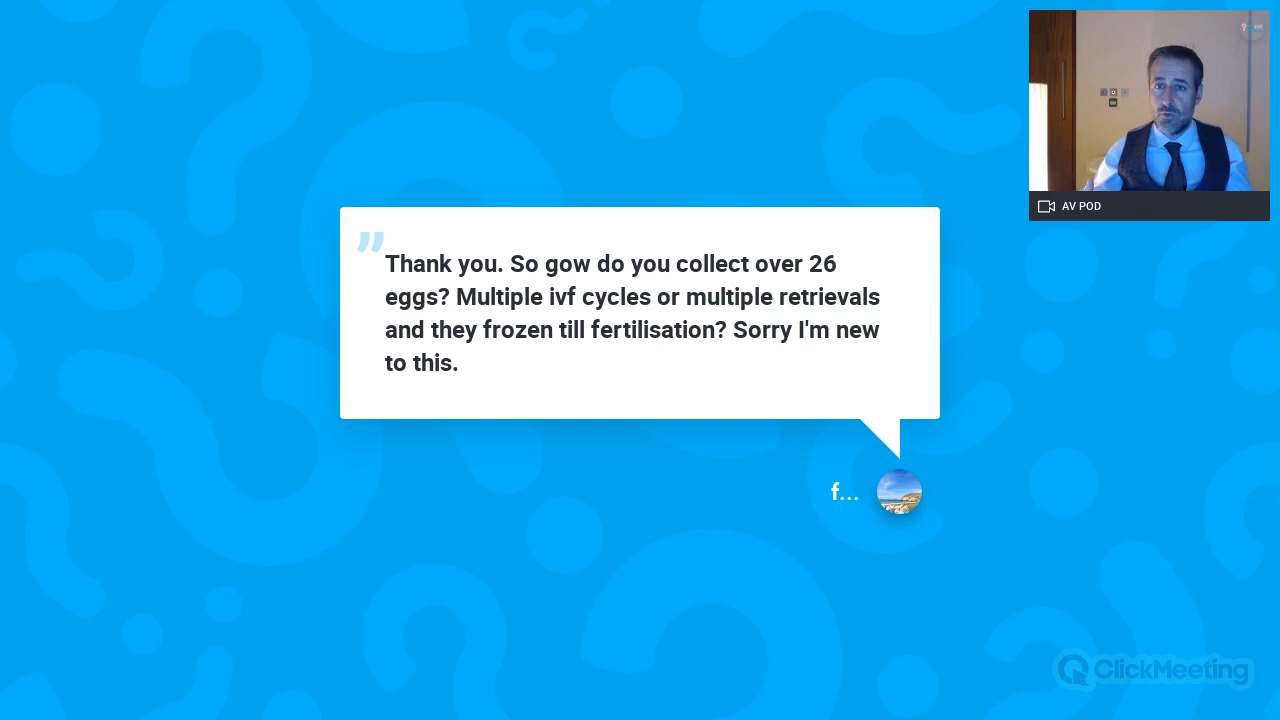 Thank you. So gow do you collect over 26
eggs? Multiple ivf cycles or multiple retrievals
and they frozen till fertilisation? Sorry I'm new
to this.
f...
AV POD
ClickMeeting